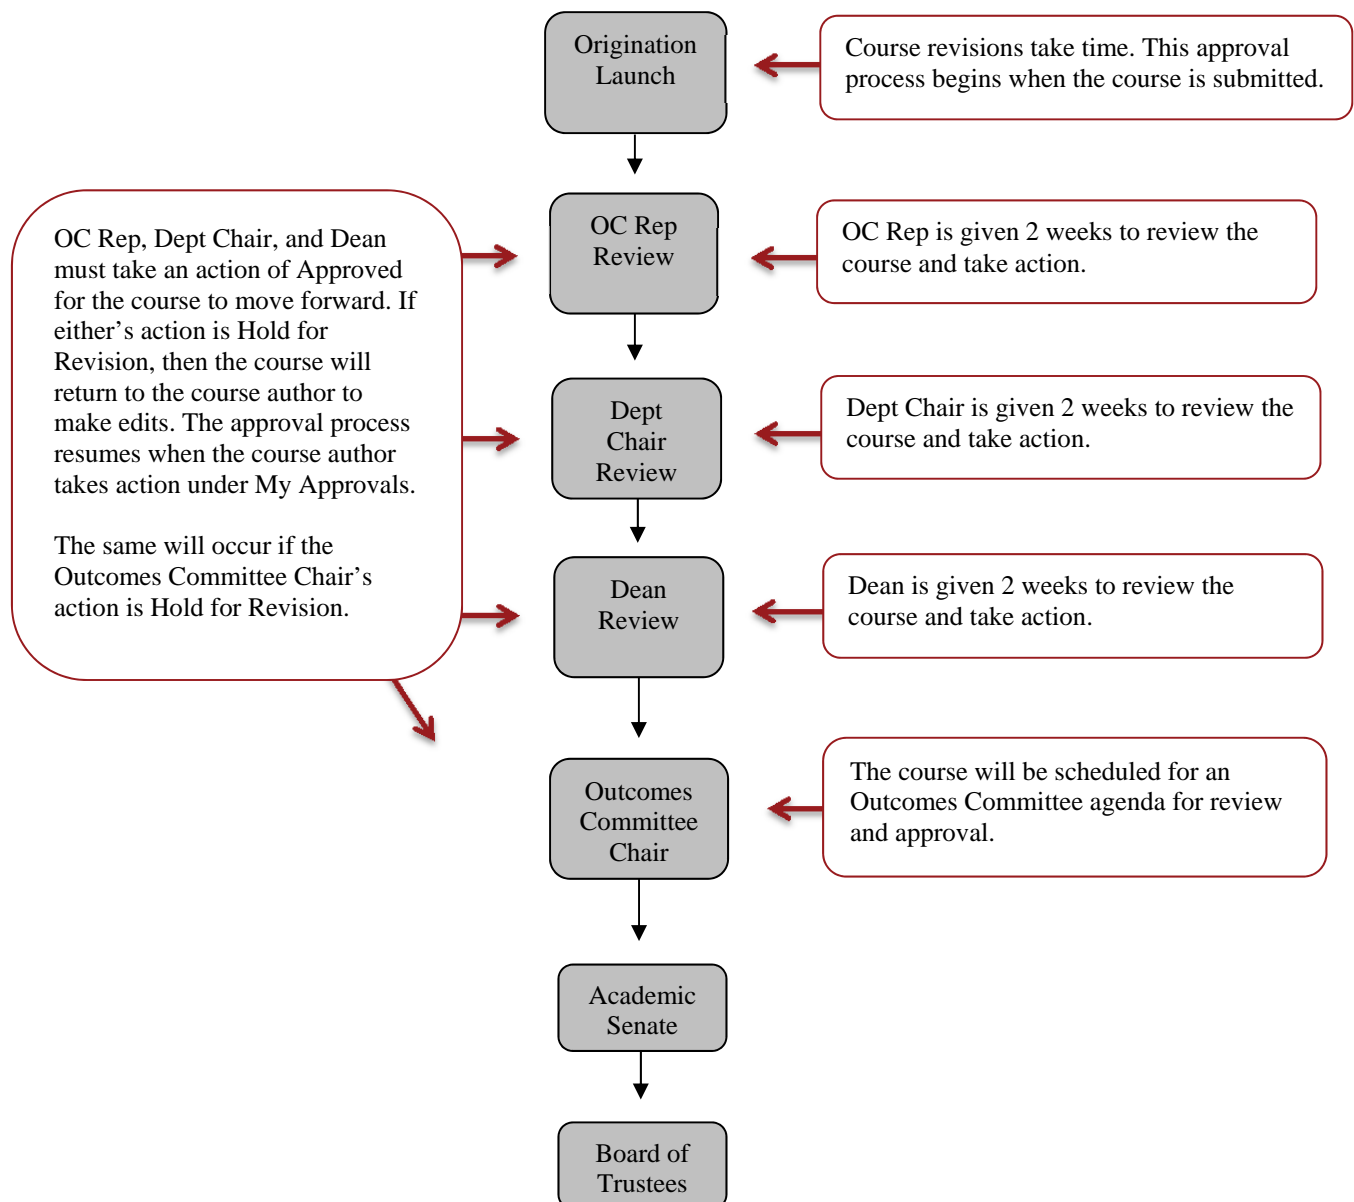 Origination
Launch
Course revisions take time. This approval
process begins when the course is submitted.
OC Rep, Dept Chair, and Dean
must take an action of Approved
for the course to move forward. If
either’s action is Hold for
Revision, then the course will
return to the course author to
make edits. The approval process
resumes when the course author
takes action under My Approvals.
The same will occur if the
Outcomes Committee Chair’s
action is Hold for Revision.
OC Rep
Review
OC Rep is given 2 weeks to review the
course and take action.
Dept
Chair
Review
Dept Chair is given 2 weeks to review the
course and take action.
Dean
Review
Dean is given 2 weeks to review the
course and take action.
Outcomes
Committee
Chair
The course will be scheduled for an
Outcomes Committee agenda for review
and approval.
Academic
Senate
Board of
Trustees